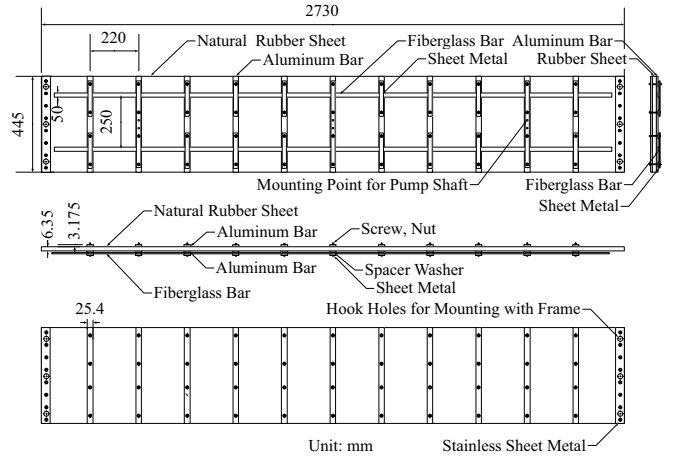 2730
220
Natural Rubber Sheet
Aluminum Bar
Fiberglass Bar
Sheet Metal
Aluminum Bar
Rubber Sheet
445
50
250
Mounting Point for Pump Shaft
Fiberglass Bar
Sheet Metal
6.35
3.175
Natural Rubber Sheet
Aluminum Bar
Screw, Nut
Aluminum Bar
Spacer Washer
Sheet Metal
Fiberglass Bar
25.4
Hook Holes for Mounting with Frame
Unit: mm
Stainless Sheet Metal